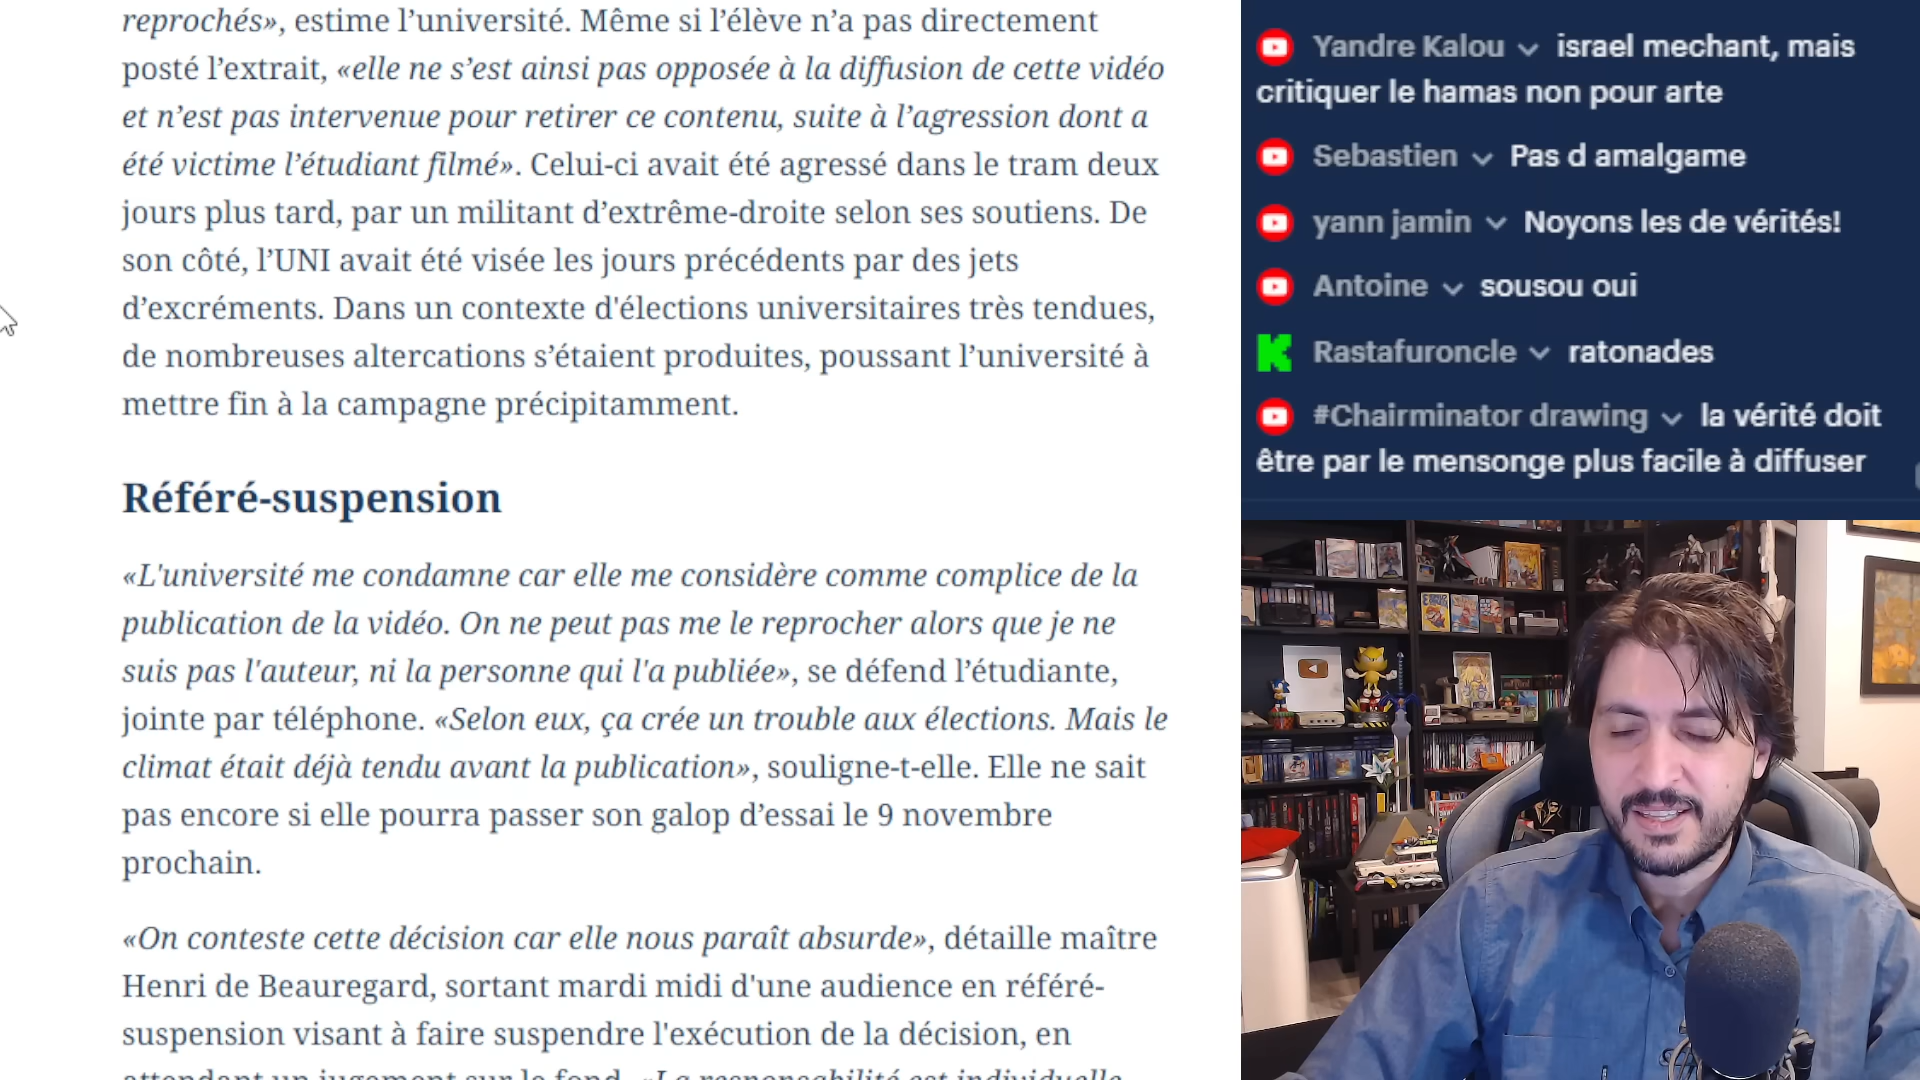 reprochés», estime l’université. Même si l’élève n’a pas directement
posté l’extrait, «elle ne s’est ainsi pas opposée à la diffusion de cette vidéo
et n’est pas intervenue pour retirer ce contenu, suite à l’agression dont a
été victime l’étudiant filmé». Celui-ci avait été agressé dans le tram deux
jours plus tard, par un militant d’extrême-droite selon ses soutiens. De
son côté, l’UNI avait été visée les jours précédents par des jets
d’excréments. Dans un contexte d'élections universitaires très tendues,
de nombreuses altercations s’étaient produites, poussant l’université à
mettre fin à la campagne précipitamment.
Référé-suspension
«L'université me condamne car elle me considère comme complice de la
publication de la vidéo. On ne peut pas me le reprocher alors que je ne
suis pas l'auteur, ni la personne qui l'a publiée», se défend l’étudiante,
jointe par téléphone. «Selon eux, ça crée un trouble aux élections. Mais le
climat était déjà tendu avant la publication», souligne-t-elle. Elle ne sait
pas encore si elle pourra passer son galop d’essai le 9 novembre
prochain.
«On conteste cette décision car elle nous paraît absurde», détaille maître
Henri de Beauregard, sortant mardi midi d'une audience en référé-
suspension visant à faire suspendre l'exécution de la décision, en
attendant un jugement sur le fond. «La responsabilité est individuelle
Yandre Kalou israel mechant, mais
critiquer le hamas non pour arte
Sebastien Pas d amalgame
yann jamin Noyons les de vérités!
Antoine sousou oui
Rastafuroncle ratonades
#Chairminator drawing la vérité doit
être par le mensonge plus facile à diffuser